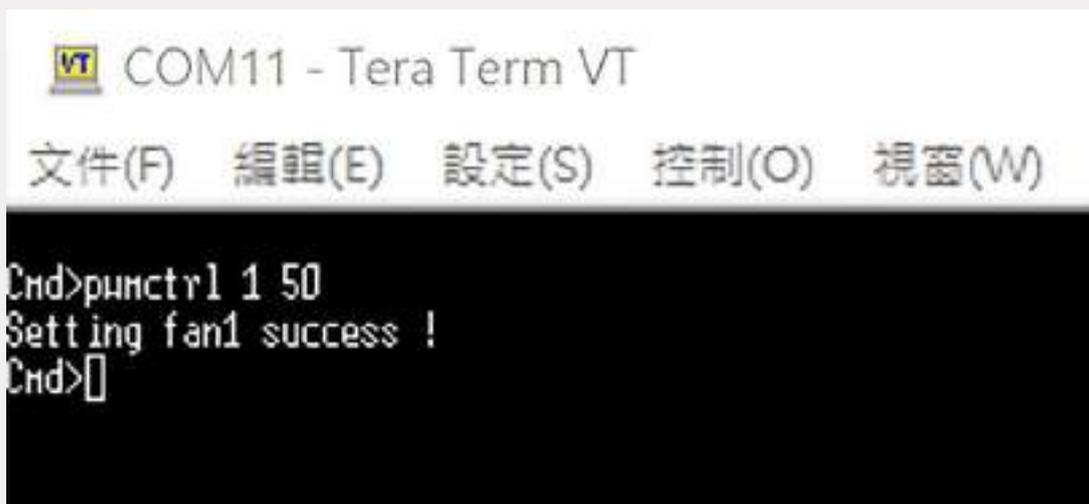 COM11 - Tera Term VT
文件(F) 編輯(E) 設定(S) 控制(O) 視窗(W)
Cmd>pwmctrl 1 50
Setting fan1 success !
Cmd>